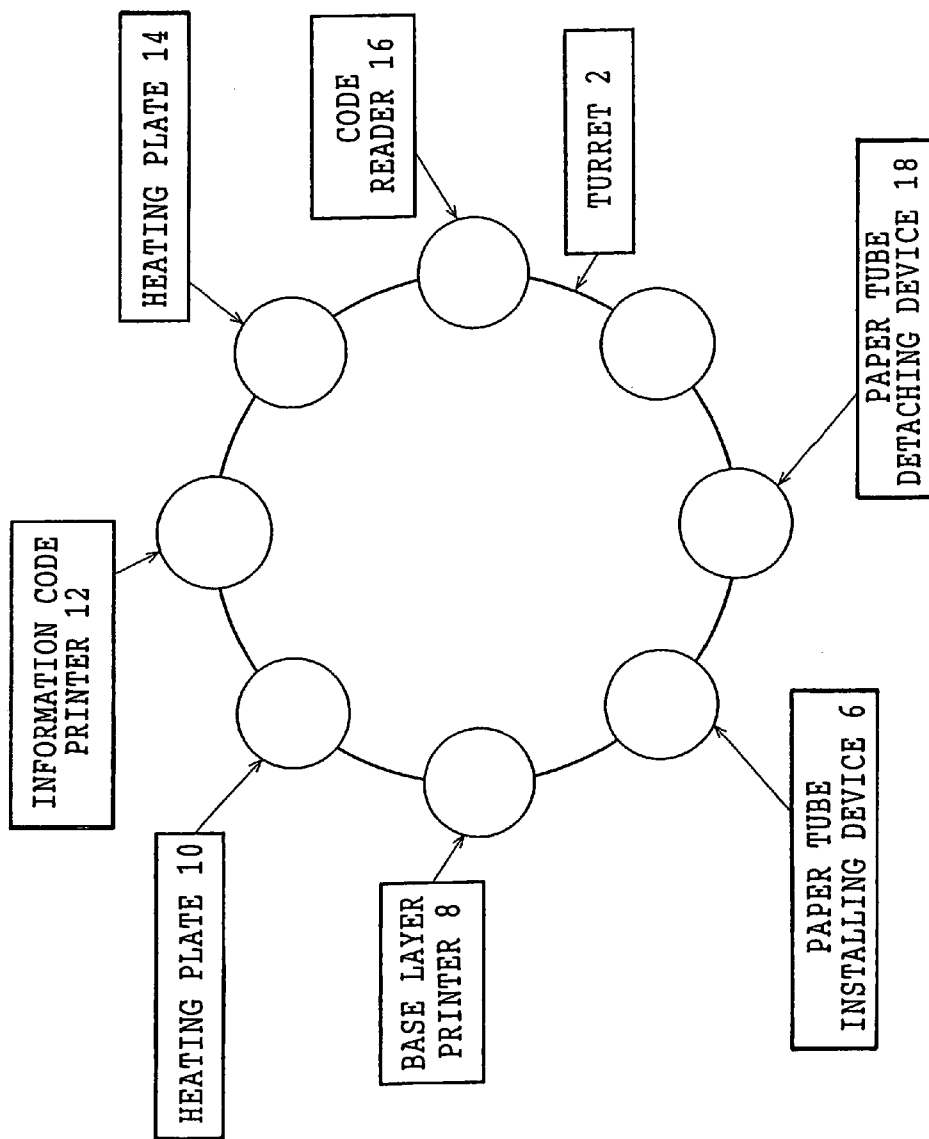 HEATING PLATE 14
CODE
READER 16
TURRET 2
PAPER TUBE
DETACHING DEVICE 18
INFORMATION CODE
PRINTER 12
HEATING PLATE 10
BASE LAYER
PRINTER 8
PAPER TUBE
INSTALLING DEVICE 6